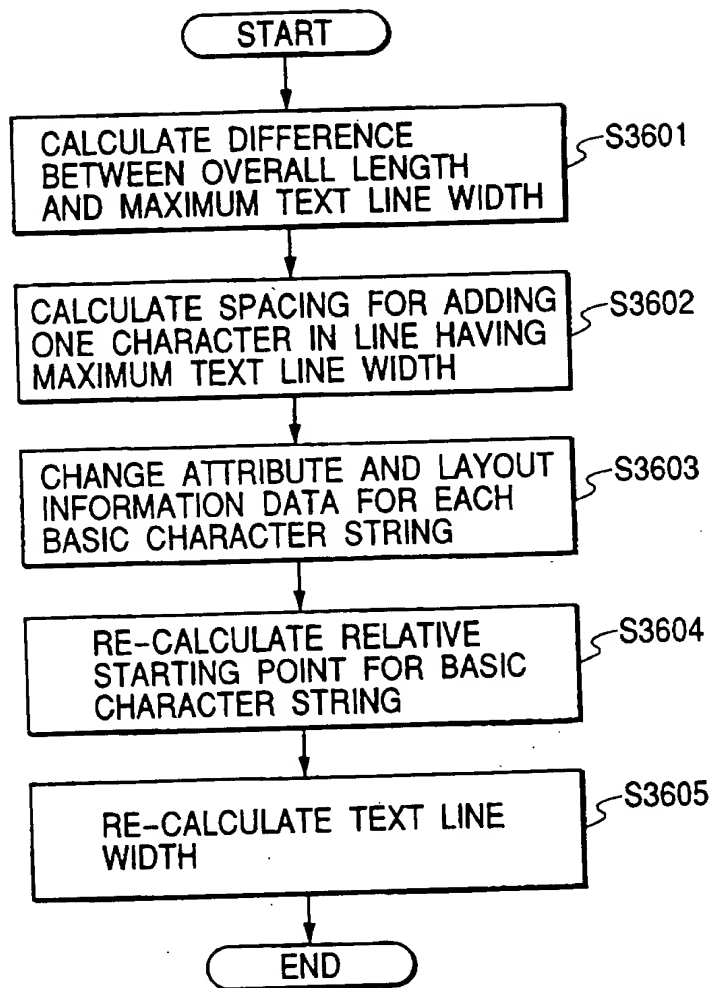 START
CALCULATE DIFFERENCE
BETWEEN OVERALL LENGTH
AND MAXIMUM TEXT LINE WIDTH
S3601
CALCULATE SPACING FOR ADDING
ONE CHARACTER IN LINE HAVING
MAXIMUM TEXT LINE WIDTH
S3602
CHANGE ATTRIBUTE AND LAYOUT
INFORMATION DATA FOR EACH
BASIC CHARACTER STRING
S3603
RE-CALCULATE RELATIVE
STARTING POINT FOR BASIC
CHARACTER STRING
S3604
RE-CALCULATE TEXT LINE
WIDTH
S3605
END